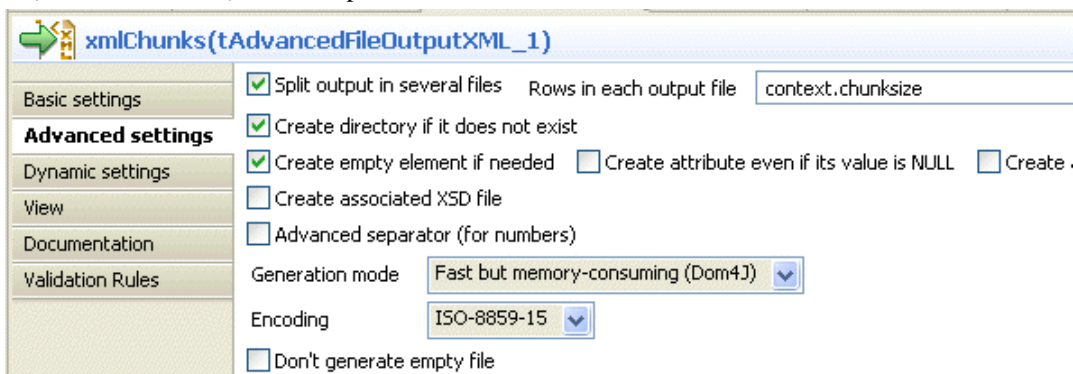 xmlChunks(tAdvancedFileOutputXML_1)
Basic settings
Advanced settings
Dynamic settings
View
Documentation
Validation Rules
Split output in several files Rows in each output file context.chunksize
Create directory if it does not exist
Create empty element if needed Create attribute even if its value is NULL Create
Create associated XSD file
Advanced separator (for numbers)
Generation mode Fast but memory-consuming (Dom4J)
Encoding ISO-8859-15
Don't generate empty file